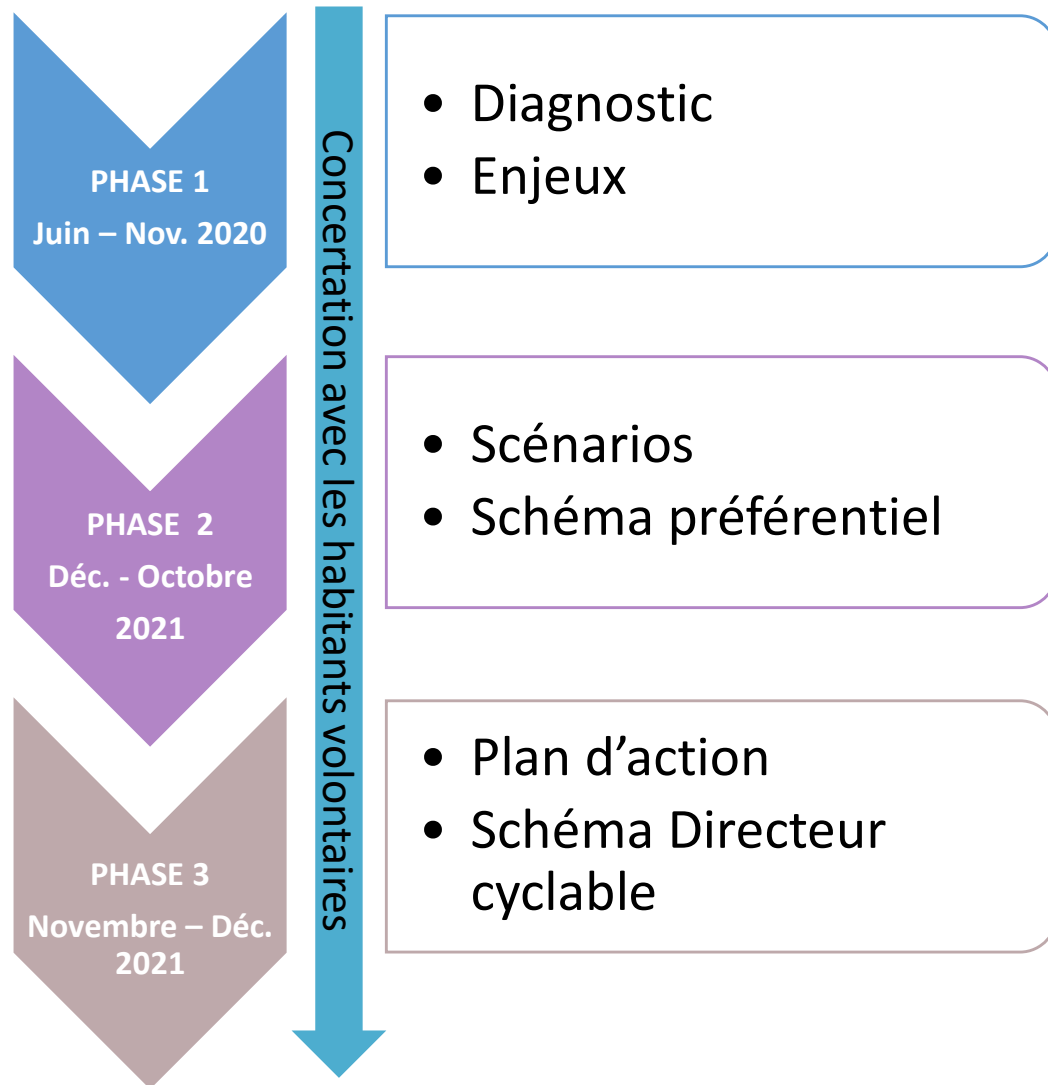 PHASE 1
Juin – Nov. 2020
• Diagnostic
• Enjeux
Concertation avec les habitants volontaires
PHASE 2
Déc. - Octobre
2021
• Scénarios
• Schéma préférentiel
PHASE 3
Novembre – Déc.
2021
• Plan d’action
• Schéma Directeur
cyclable